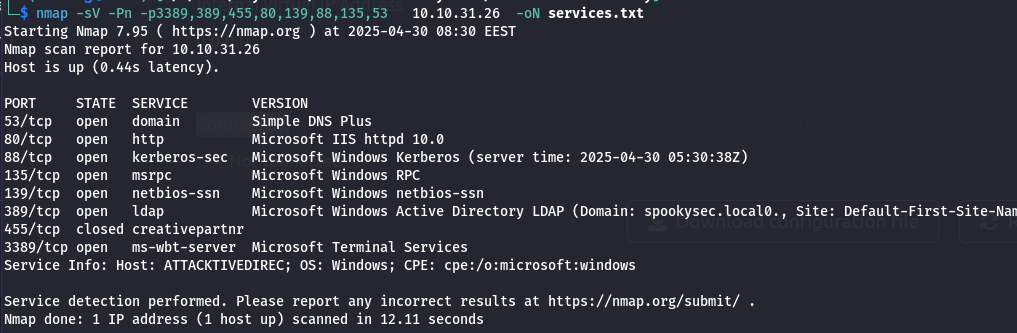 └─$ nmap -sV -Pn -p3389,389,455,80,139,88,135,53 10.10.31.26 -oN services.txt
Starting Nmap 7.95 ( https://nmap.org ) at 2025-04-30 08:30 EEST
Nmap scan report for 10.10.31.26
Host is up (0.44s latency).
PORT STATE SERVICE VERSION
53/tcp open domain Simple DNS Plus
80/tcp open http Microsoft IIS httpd 10.0
88/tcp open kerberos-sec Microsoft Windows Kerberos (server time: 2025-04-30 05:30:38Z)
135/tcp open msrpc Microsoft Windows RPC
139/tcp open netbios-ssn Microsoft Windows netbios-ssn
389/tcp open ldap Microsoft Windows Active Directory LDAP (Domain: spookysec.local0., Site: Default-First-Site-Nam
455/tcp closed creativepartnr
Download Configuration File
3389/tcp open ms-wbt-server Microsoft Terminal Services
Service Info: Host: ATTACKTIVEDIREC; OS: Windows; CPE: cpe:/o:microsoft:windows
Service detection performed. Please report any incorrect results at https://nmap.org/submit/ .
Nmap done: 1 IP address (1 host up) scanned in 12.11 seconds